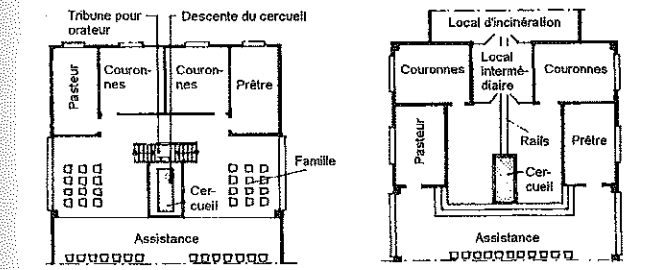 Tribune pour
orateur
Descente du cercueil
Pasteur
Couron-
nes
Couron-
nes
Prêtre
Famille
Cer-
cueil
Assistance
Local d'incinération
Couronnes
Local
intermé-
diaire
Couronnes
Pasteur
Rails
Prêtre
Cer-
cueil
Assistance